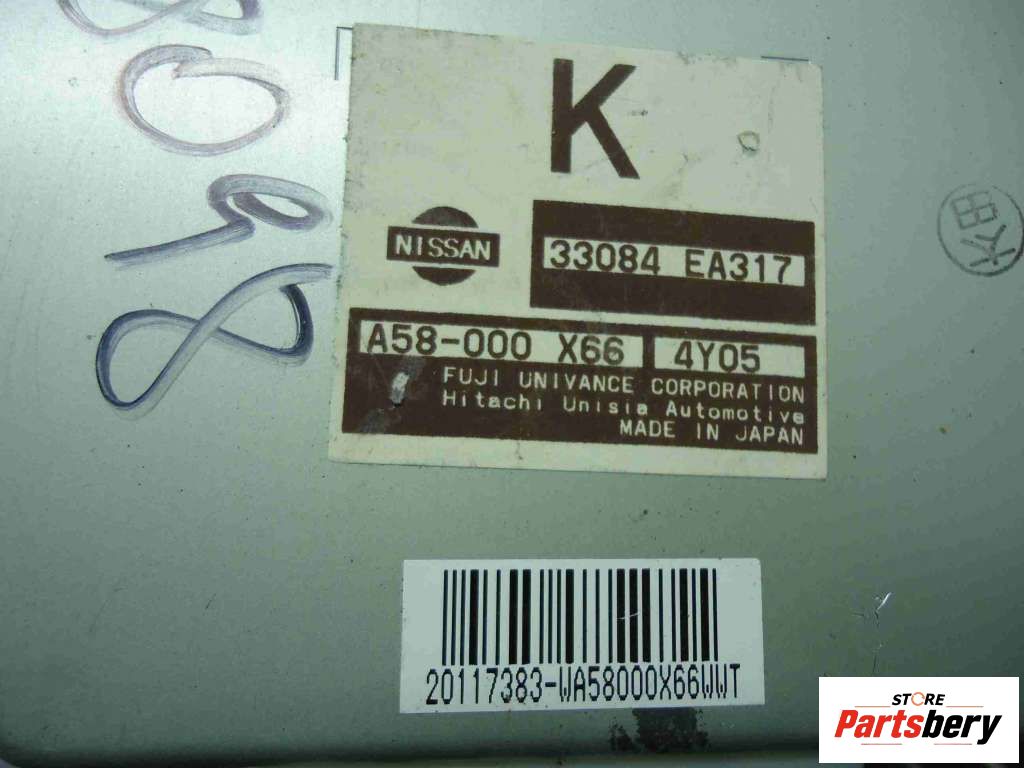 K
NISSAN
33084 EA317
A58-000 X66
4Y05
FUJI UNIVANCE CORPORATION
Hitachi Unisia Automotive
MADE IN JAPAN
20117383-WA58000X66WWT
STORE
Partsbery